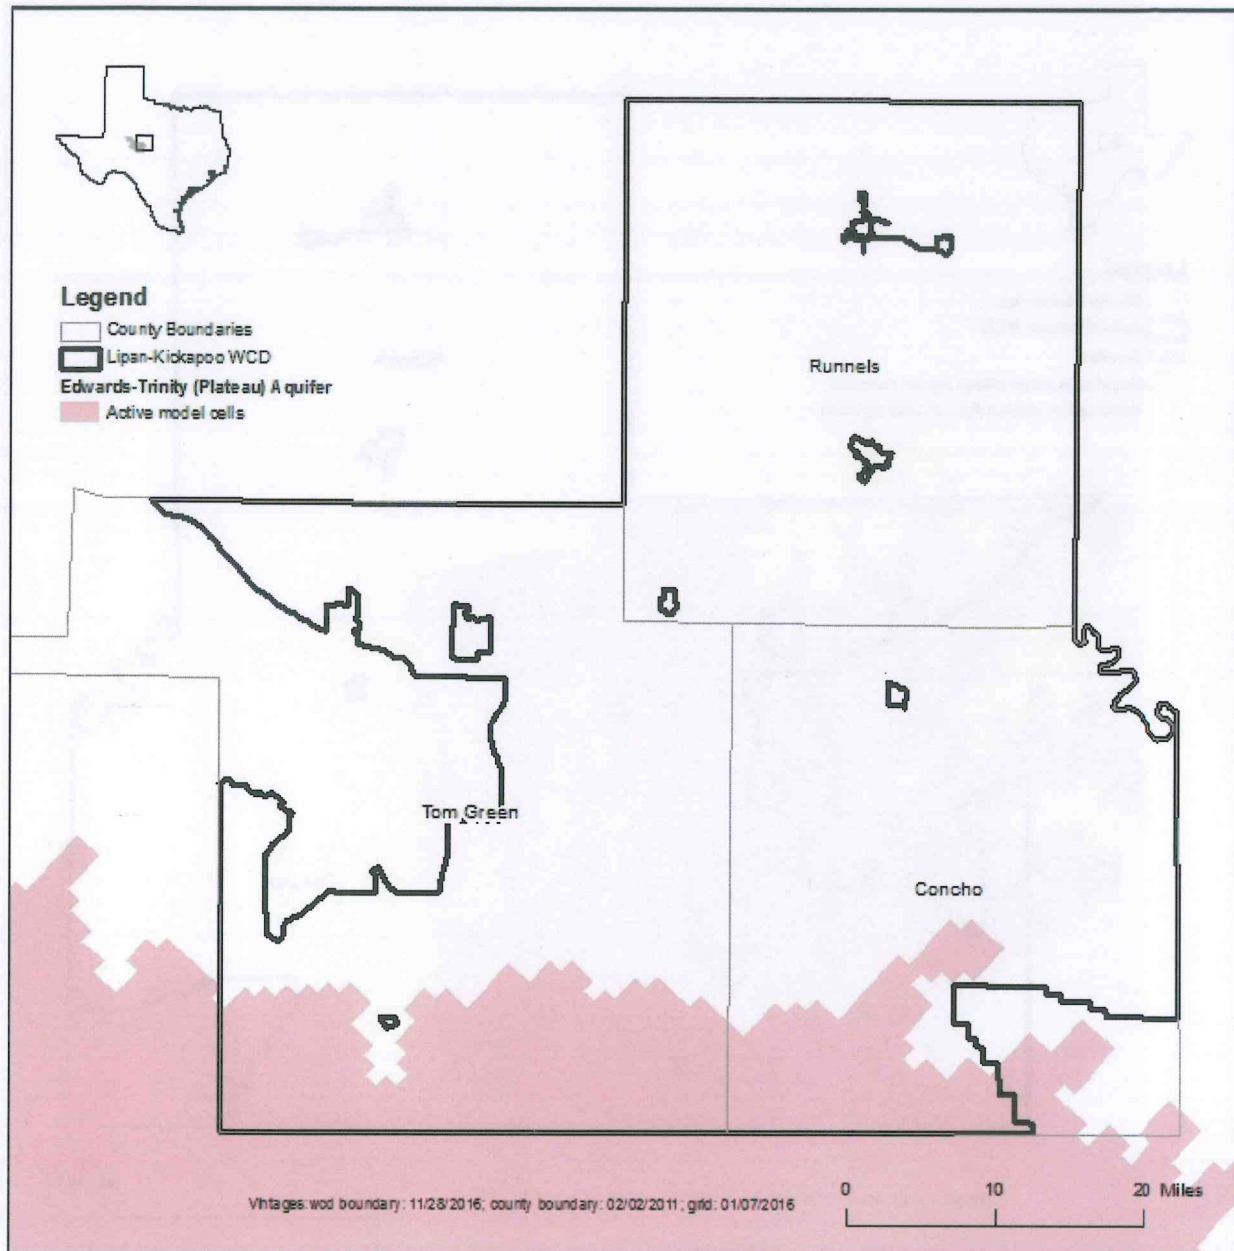 Legend
County Boundaries
Lipan-Kickapoo WCD
Edwards-Trinity (Plateau) Aquifer
Active model cells
Runnels
Tom Green
Concho
0 10 20 Miles
Vintages:wcd boundary: 11/28/2016; county boundary: 02/02/2011; grid: 01/07/2016